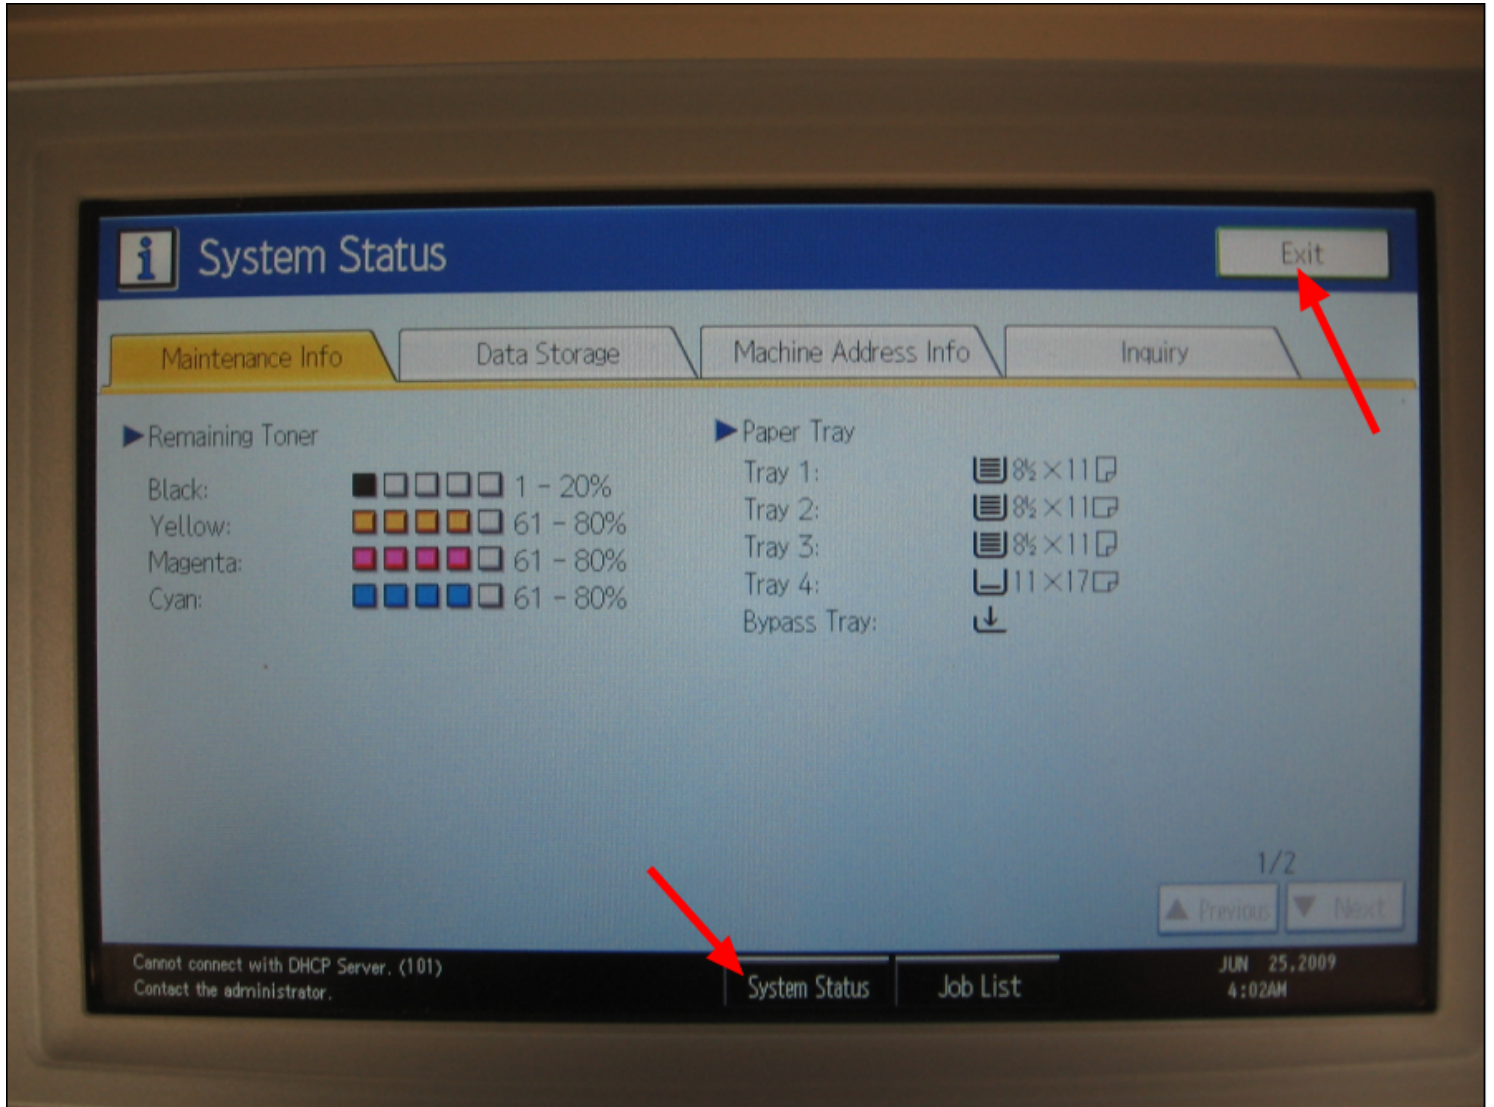 System Status
Exit
Maintenance Info
Data Storage
Machine Address Info
Inquiry
Remaining Toner
Black: 1 - 20%
Yellow: 61 - 80%
Magenta: 61 - 80%
Cyan: 61 - 80%
Paper Tray
Tray 1: 8½×11
Tray 2: 8½×11
Tray 3: 8½×11
Tray 4: 11×17
Bypass Tray:
1/2
▲ Previous
▼ Next
Cannot connect with DHCP Server. (101)
Contact the administrator.
System Status
Job List
JUN 25,2009
4:02AM